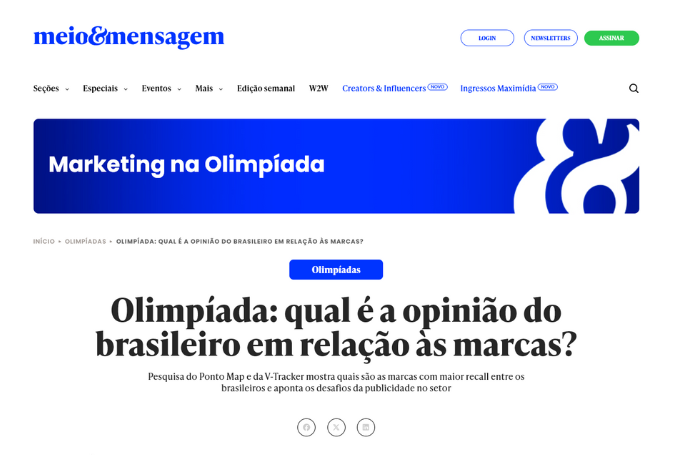 meio&mensagem
LOGIN
NEWSLETTERS
ASSINAR
Seções Especiais Eventos Mais Edição semanal W2W Creators & Influencers NOVO Ingressos Maximídia NOVO
Marketing na Olimpíada
&
INÍCIO • OLIMPÍADAS • OLIMPÍADA: QUAL É A OPINIÃO DO BRASILEIRO EM RELAÇÃO ÀS MARCAS?
Olimpíadas
Olimpíada: qual é a opinião do
brasileiro em relação às marcas?
Pesquisa do Ponto Map e da V-Tracker mostra quais são as marcas com maior recall entre os
brasileiros e aponta os desafios da publicidade no setor